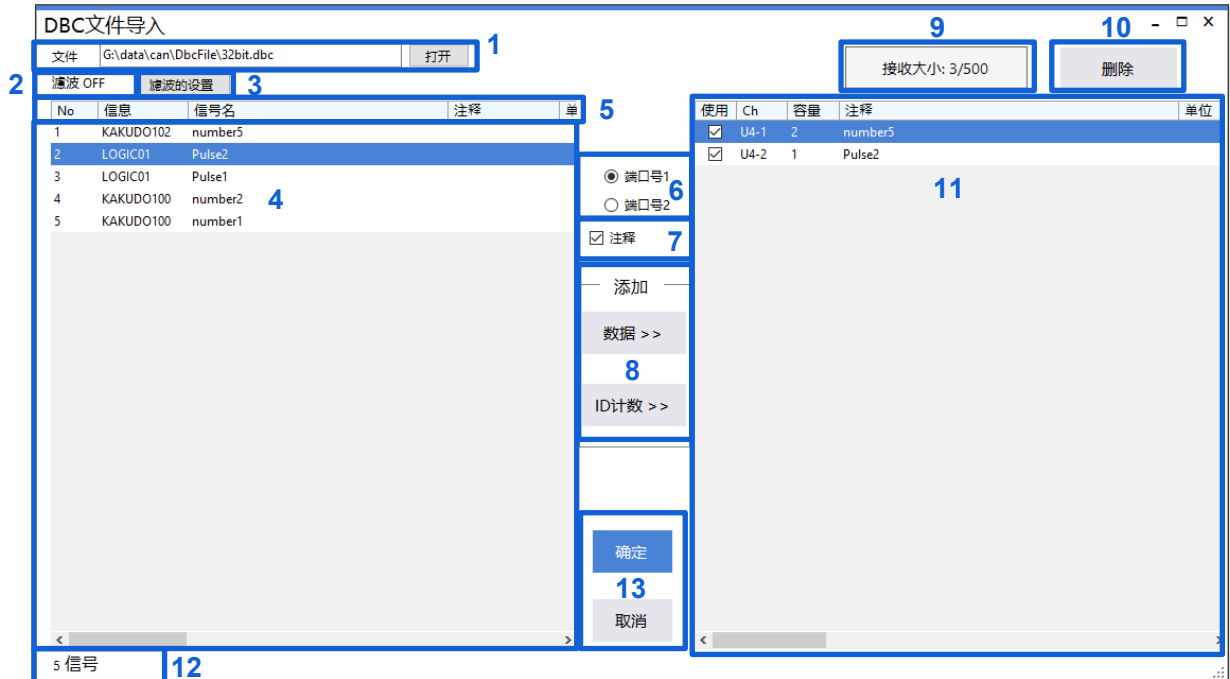 DBC文件导入
文件 G:\data\can\DbcFile\32bit.dbc 打开 1
2 濾波 OFF 濾波的设置 3
9
接收大小: 3/500
10
删除
No 信息 信号名 注释 单 5
1 KAKUDO102 number5
2 LOGIC01 Pulse2
3 LOGIC01 Pulse1
4 KAKUDO100 number2 4
5 KAKUDO100 number1
端口号1
端口号2
6
注释 7
添加
数据 >>
8
ID计数 >>
确定
13
取消
使用 Ch 容量 注释 单位
U4-1 2 number5
U4-2 1 Pulse2
11
5 信号 12